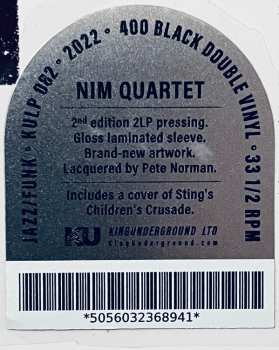 JAZZ/FUNK • KULP 082 • 2022 • 400 BLACK DOUBLE VINYL • 33 1/2 RPM
NIM QUARTET
2nd edition 2LP pressing.
Gloss laminated sleeve.
Brand-new artwork.
Lacquered by Pete Norman.
Includes a cover of Sting's
Children's Crusade.
KU KINGUNDERGROUND LTD
KingUnderground.com
*5056032368941*